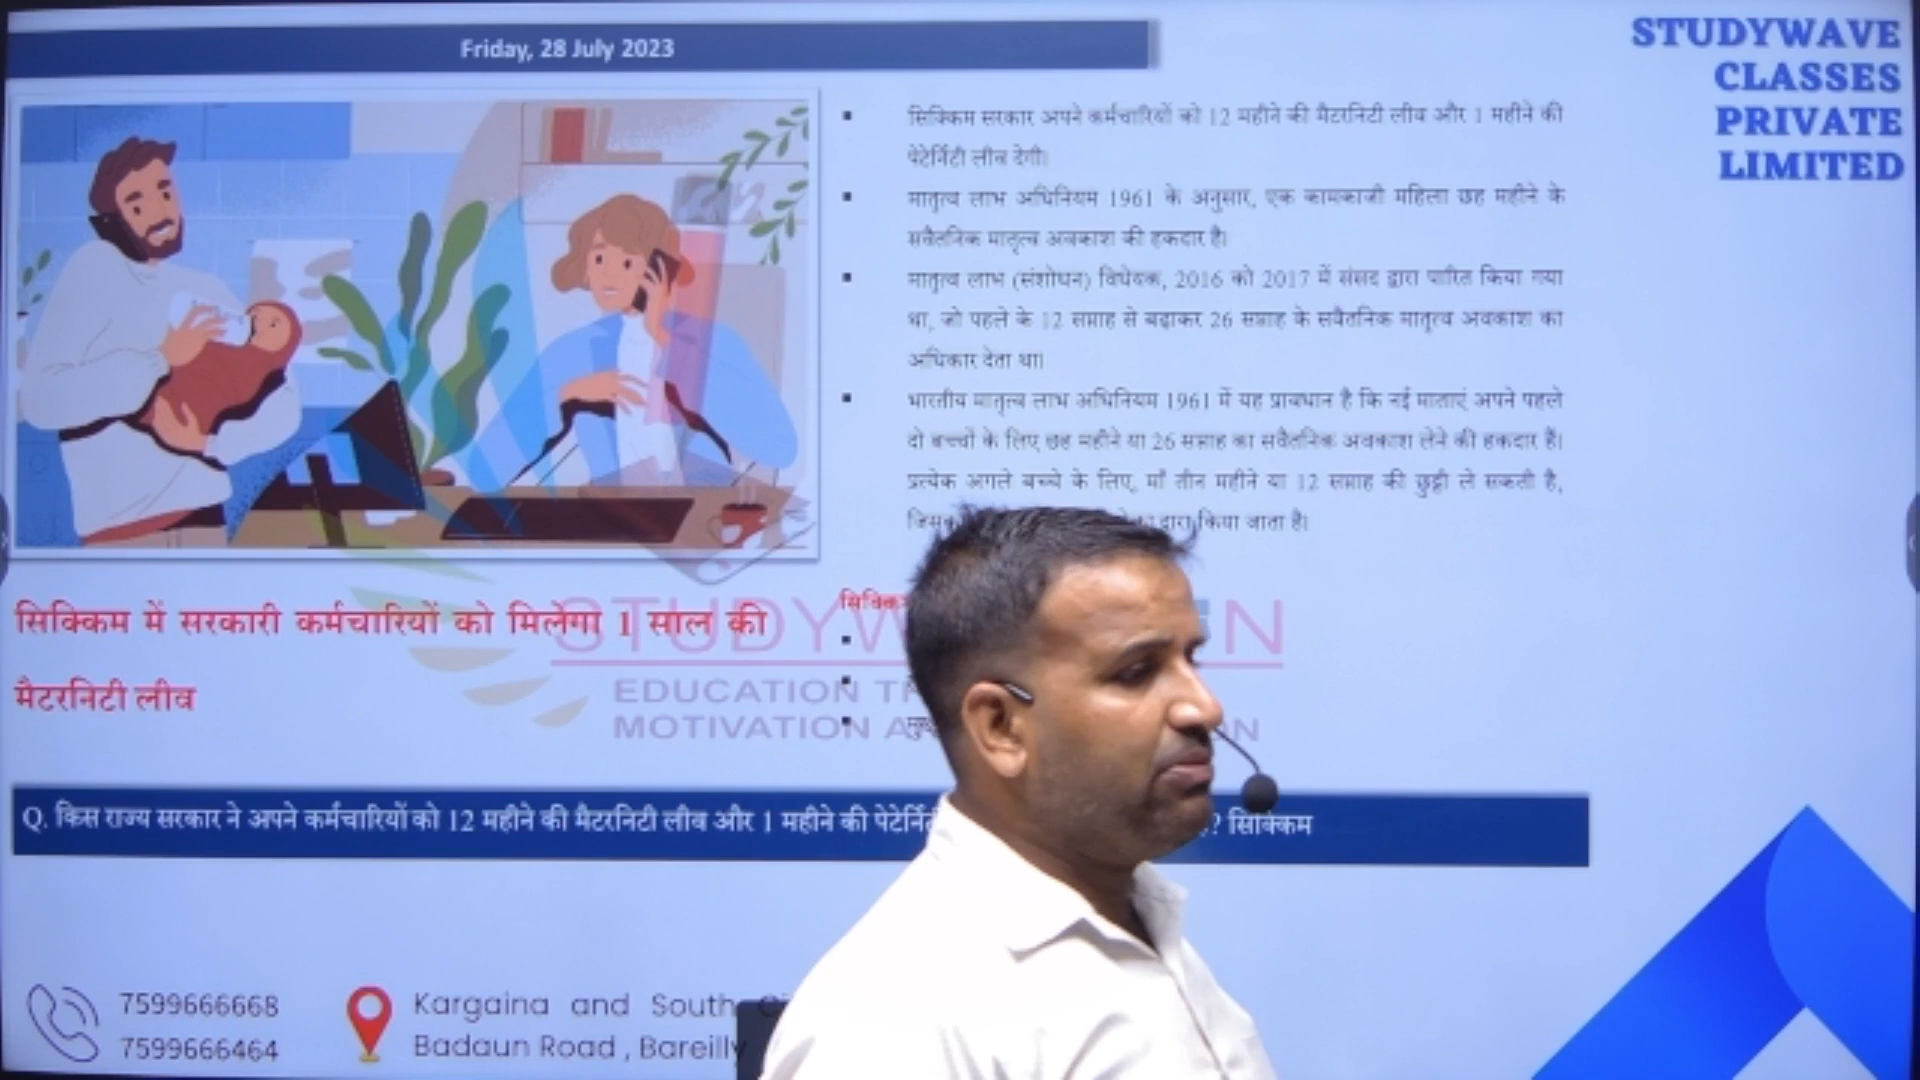 Friday, 28 July 2023
STUDYWAVE
CLASSES
PRIVATE
LIMITED
▪ सिक्किम सरकार अपने कर्मचारियों को 12 महीने की मैटरनिटी लीव और 1 महीने की
पेटेर्निटी लीव देगी।
▪ मातृत्व लाभ अधिनियम 1961 के अनुसार, एक कामकाजी महिला छह महीने के
सवैतनिक मातृत्व अवकाश की हकदार है।
▪ मातृत्व लाभ (संशोधन) विधेयक, 2016 को 2017 में संसद द्वारा पारित किया गया
था, जो पहले के 12 सप्ताह से बढ़ाकर 26 सप्ताह के सवैतनिक मातृत्व अवकाश का
अधिकार देता था।
▪ भारतीय मातृत्व लाभ अधिनियम 1961 में यह प्रावधान है कि नई माताएं अपने पहले
दो बच्चों के लिए छह महीने या 26 सप्ताह का सवैतनिक अवकाश लेने की हकदार हैं।
प्रत्येक अगले बच्चे के लिए, माँ तीन महीने या 12 सप्ताह की छुट्टी ले सकती है,
द्वारा किया जाता है।
सिक्किम में सरकारी कर्मचारियों को मिलेगा 1 साल की
मैटरनिटी लीव
सिक्किम
STUDYW N
EDUCATION
MOTIVATION
Q. किस राज्य सरकार ने अपने कर्मचारियों को 12 महीने की मैटरनिटी लीव और 1 महीने की ? सिक्किम
7599666668
7599666464
Kargaina and South
Badaun Road , Bareilly